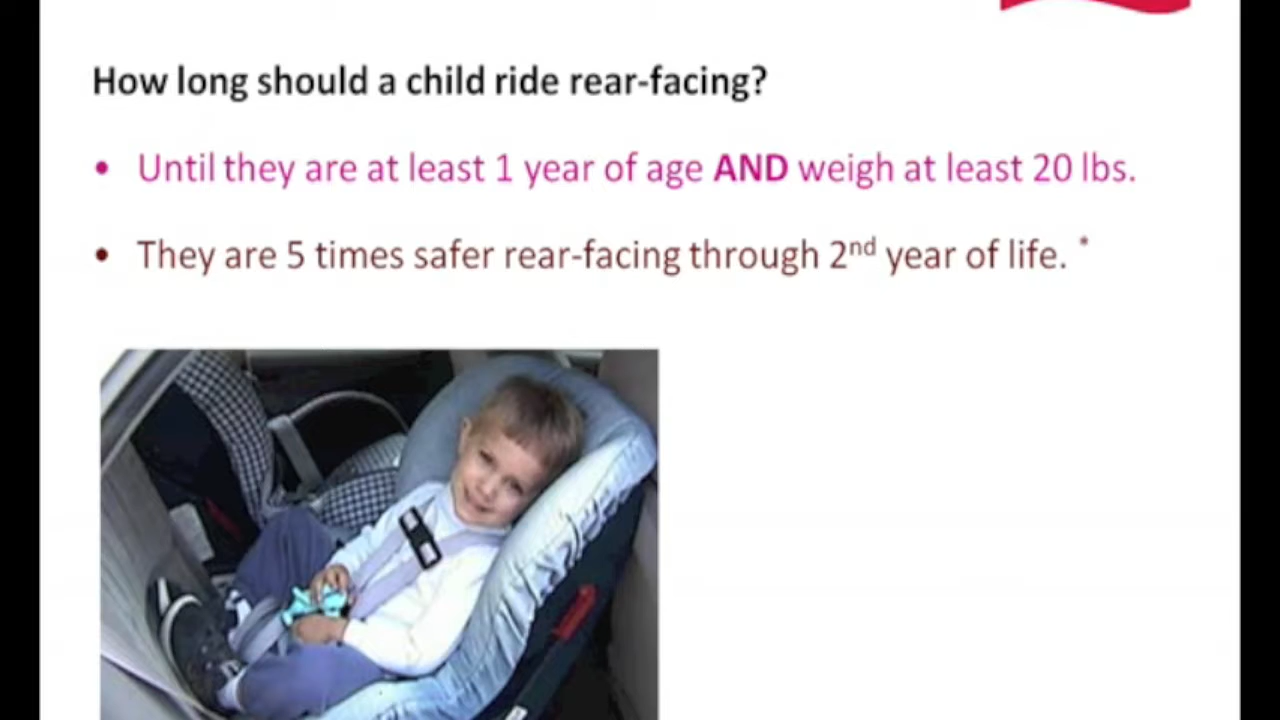 How long should a child ride rear-facing?
• Until they are at least 1 year of age AND weigh at least 20 lbs.
• They are 5 times safer rear-facing through 2nd year of life. *